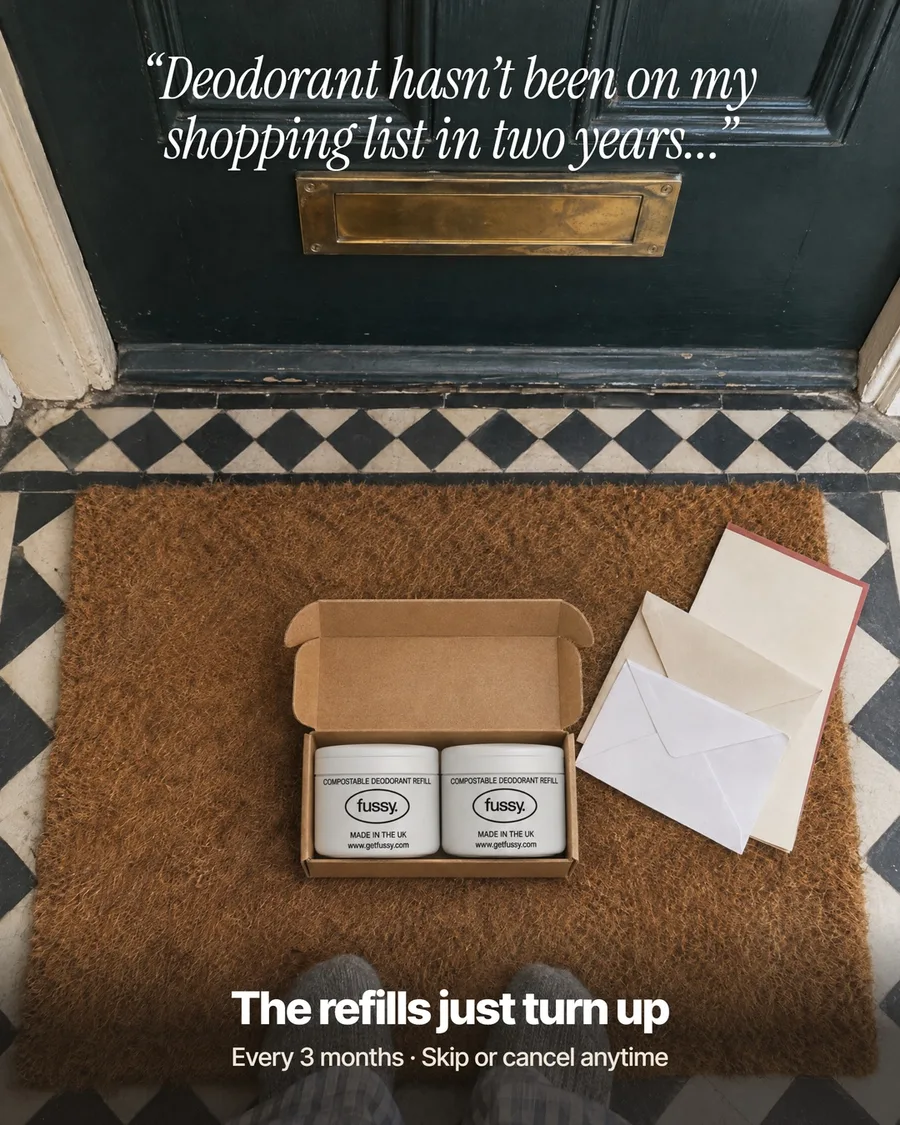 “Deodorant hasn’t been on my
shopping list in two years...”
COMPOSTABLE DEODORANT REFILL
fussy.
MADE IN THE UK
www.getfussy.com
COMPOSTABLE DEODORANT REFILL
fussy.
MADE IN THE UK
www.getfussy.com
The refills just turn up
Every 3 months · Skip or cancel anytime